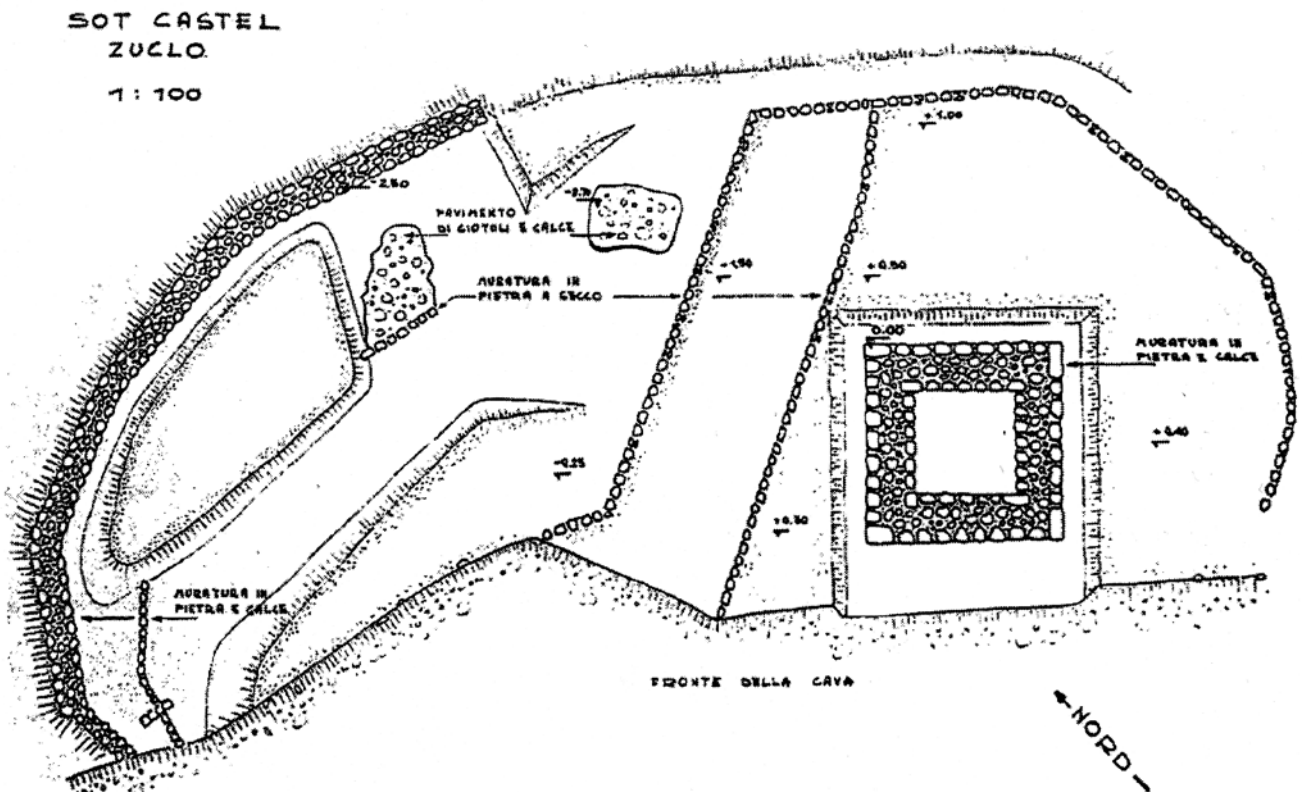 SOT CASTEL
ZUCLO.
1:100
+1.00
-2.50
PAVIMENTO
DI CIOTOLI E CALCE
+0.50
MURATURA IN
PIETRA A SECCO
0.00
MURATURA IN
PIETRA E CALCE
+0.40
-0.25
+0.30
MURATURA IN
PIETRA E CALCE
FRONTE DELLA CAVA
NORD